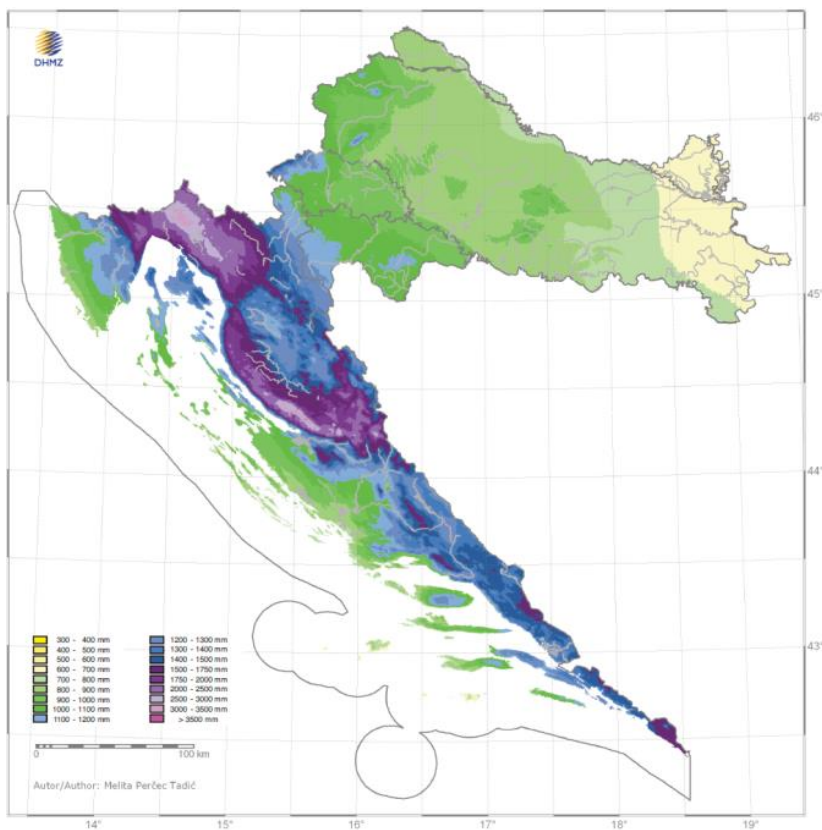 DHMZ
46°
45°
44°
43°
300 - 400 mm
400 - 500 mm
500 - 600 mm
600 - 700 mm
700 - 800 mm
800 - 900 mm
900 - 1000 mm
1000 - 1100 mm
1100 - 1200 mm
1200 - 1300 mm
1300 - 1400 mm
1400 - 1500 mm
1500 - 1750 mm
1750 - 2000 mm
2000 - 2500 mm
2500 - 3000 mm
3000 - 3500 mm
> 3500 mm
0 100 km
Autor/Author: Melita Perčec Tadić
14° 15° 16° 17° 18° 19°